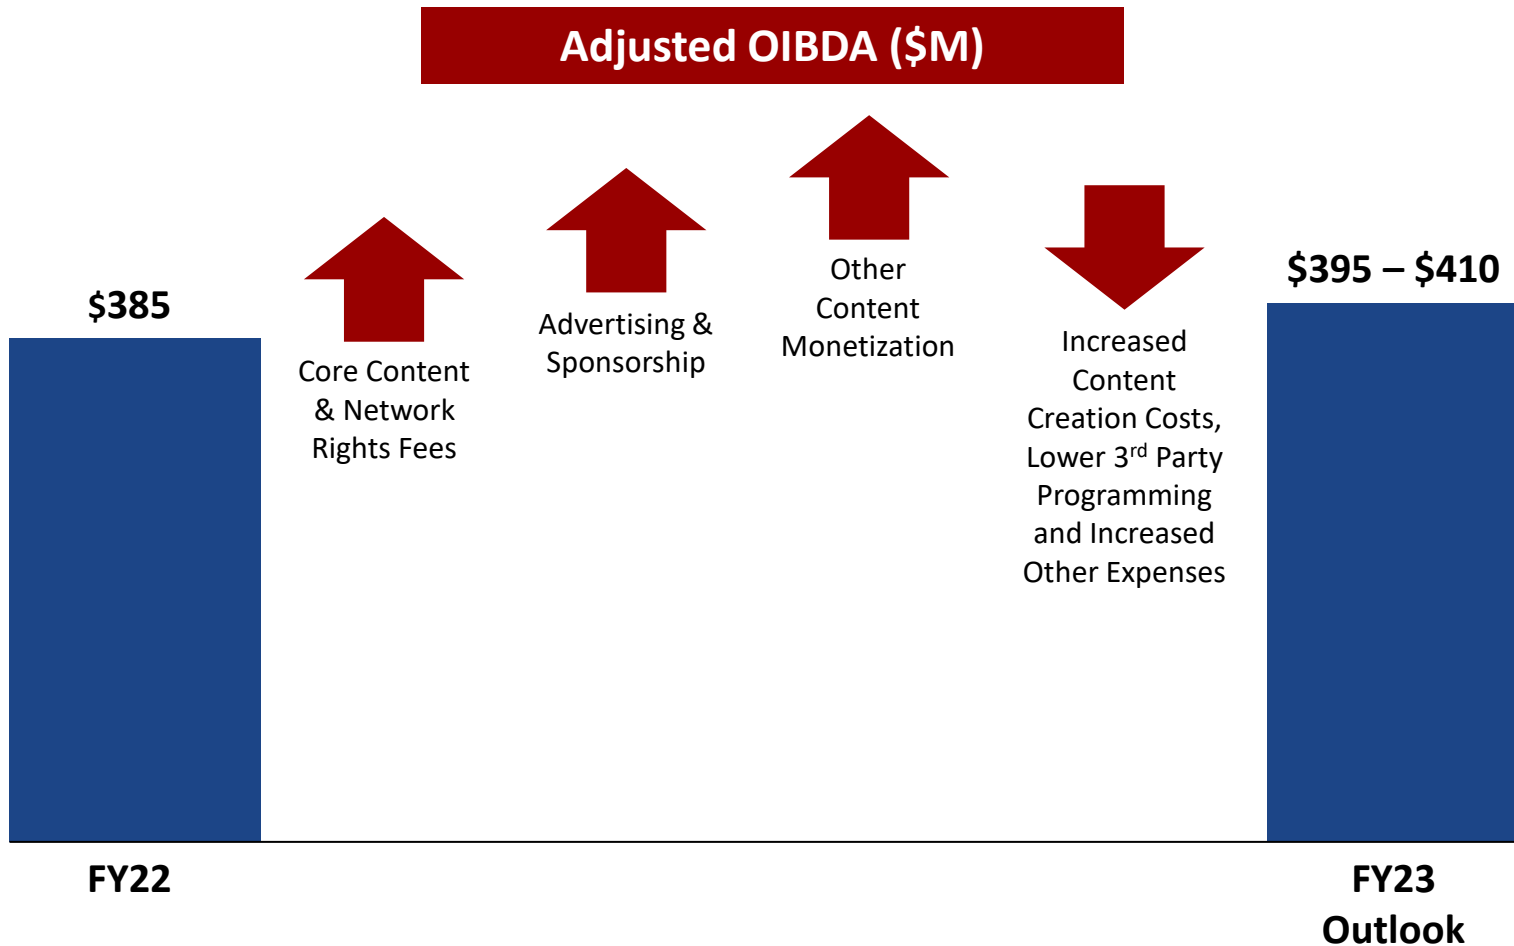 Adjusted OIBDA ($M)
$385
Core Content
& Network
Rights Fees
Advertising &
Sponsorship
Other
Content
Monetization
Increased
Content
Creation Costs,
Lower 3rd Party
Programming
and Increased
Other Expenses
$395 – $410
FY22
FY23
Outlook